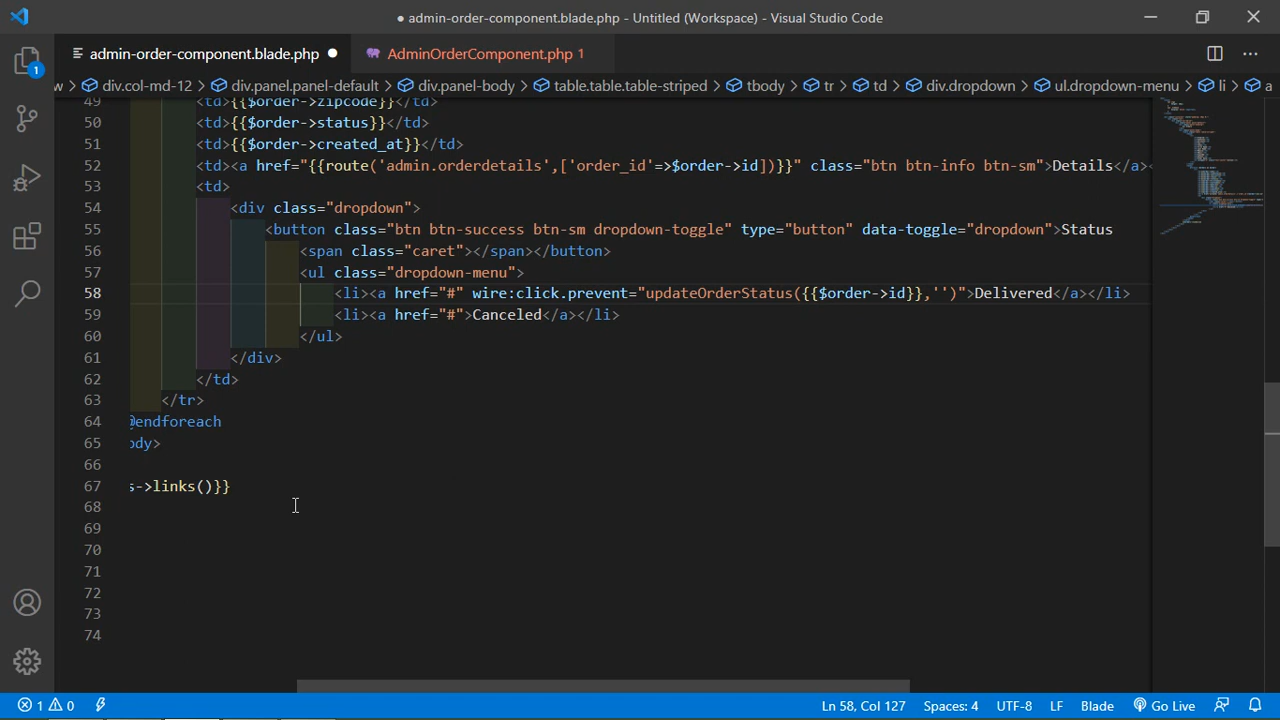 ● admin-order-component.blade.php - Untitled (Workspace) - Visual Studio Code
admin-order-component.blade.php ●
AdminOrderComponent.php 1
w > div.col-md-12 > div.panel.panel-default > div.panel-body > table.table.table-striped > tbody > tr > td > div.dropdown > ul.dropdown-menu > li > a
49 <td>{{$order->zipcode}}</td>
50 <td>{{$order->status}}</td>
51 <td>{{$order->created_at}}</td>
52 <td><a href="{{route('admin.orderdetails',['order_id'=>$order->id])}}" class="btn btn-info btn-sm">Details</a><
53 <td>
54 <div class="dropdown">
55 <button class="btn btn-success btn-sm dropdown-toggle" type="button" data-toggle="dropdown">Status
56 <span class="caret"></span></button>
57 <ul class="dropdown-menu">
58 <li><a href="#" wire:click.prevent="updateOrderStatus({{$order->id}},'')">Delivered</a></li>
59 <li><a href="#">Canceled</a></li>
60 </ul>
61 </div>
62 </td>
63 </tr>
64 @endforeach
65 ody>
66
67 s->links()}}
68
69
70
71
72
73
74
1
1 0
Ln 58, Col 127
Spaces: 4
UTF-8
LF
Blade
Go Live